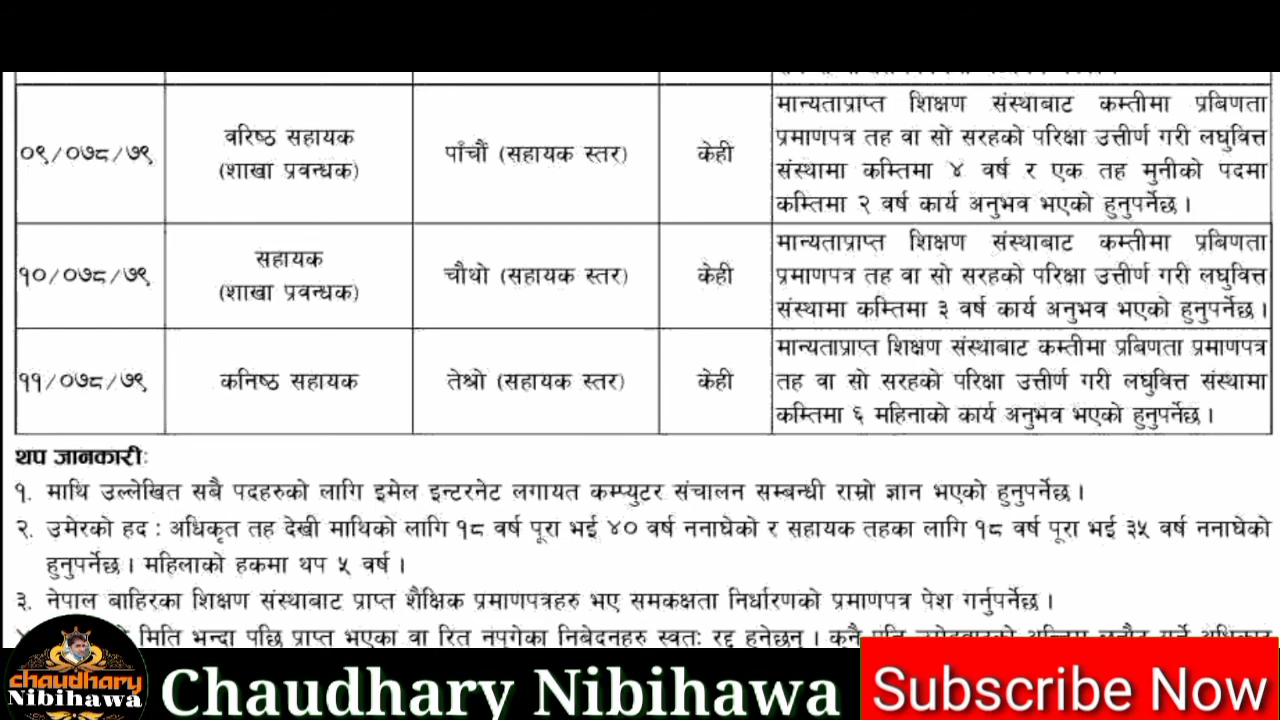 ०९/०७८/७९
वरिष्ठ सहायक
(शाखा प्रवन्धक)
पाँचौं (सहायक स्तर)
केही
मान्यताप्राप्त शिक्षण संस्थाबाट कम्तीमा प्रबिणता
प्रमाणपत्र तह वा सो सरहको परिक्षा उत्तीर्ण गरी लघुवित्त
संस्थामा कम्तिमा ४ वर्ष र एक तह मुनीको पदमा
कम्तिमा २ वर्ष कार्य अनुभव भएको हुनुपर्नेछ ।
१०/०७८/७९
सहायक
(शाखा प्रवन्धक)
चौथो (सहायक स्तर)
केही
मान्यताप्राप्त शिक्षण संस्थाबाट कम्तीमा प्रबिणता
प्रमाणपत्र तह वा सो सरहको परिक्षा उत्तीर्ण गरी लघुवित्त
संस्थामा कम्तिमा ३ वर्ष कार्य अनुभव भएको हुनुपर्नेछ ।
११/०७८/७९
कनिष्ठ सहायक
तेश्रो (सहायक स्तर)
केही
मान्यताप्राप्त शिक्षण संस्थाबाट कम्तीमा प्रबिणता प्रमाणपत्र
तह वा सो सरहको परिक्षा उत्तीर्ण गरी लघुवित्त संस्थामा
कम्तिमा ६ महिनाको कार्य अनुभव भएको हुनुपर्नेछ ।
थप जानकारीः
१. माथि उल्लेखित सबै पदहरुको लागि इमेल इन्टरनेट लगायत कम्प्युटर संचालन सम्बन्धी राम्रो ज्ञान भएको हुनुपर्नेछ ।
२. उमेरको हद : अधिकृत तह देखी माथिको लागि १८ वर्ष पूरा भई ४० वर्ष ननाघेको र सहायक तहका लागि १८ वर्ष पूरा भई ३५ वर्ष ननाघेको
हुनुपर्नेछ । महिलाको हकमा थप ५ वर्ष ।
३. नेपाल बाहिरका शिक्षण संस्थाबाट प्राप्त शैक्षिक प्रमाणपत्रहरु भए समकक्षता निर्धारणको प्रमाणपत्र पेश गर्नुपर्नेछ ।
मिति भन्दा पछि प्राप्त भएका वा रित नपुगेका निबेदनहरु स्वतः रद्द हुनेछन् ।
chaudhary
NIBIHAWA
Chaudhary Nibihawa
Subscribe Now